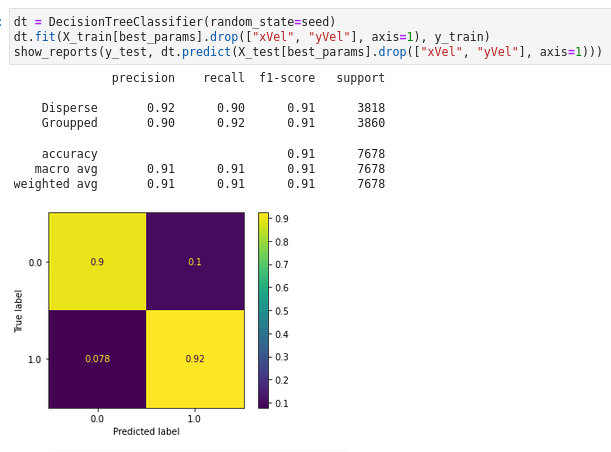 dt = DecisionTreeClassifier(random_state=seed)
dt.fit(X_train[best_params].drop(["xVel", "yVel"], axis=1), y_train)
show_reports(y_test, dt.predict(X_test[best_params].drop(["xVel", "yVel"], axis=1)))
precision recall f1-score support
Disperse 0.92 0.90 0.91 3818
Groupped 0.90 0.92 0.91 3860
accuracy 0.91 7678
macro avg 0.91 0.91 0.91 7678
weighted avg 0.91 0.91 0.91 7678
0.9
0.8
0.7
0.6
0.5
0.4
0.3
0.2
0.1
True label
0.0 0.9 0.1
1.0 0.078 0.92
0.0 1.0
Predicted label